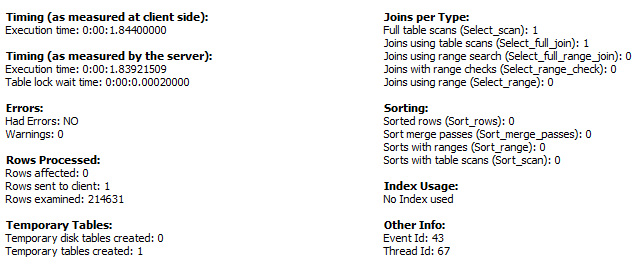 Timing (as measured at client side):
Execution time: 0:00:1.84400000
Timing (as measured by the server):
Execution time: 0:00:1.83921509
Table lock wait time: 0:00:0.00020000
Errors:
Had Errors: NO
Warnings: 0
Rows Processed:
Rows affected: 0
Rows sent to client: 1
Rows examined: 214631
Temporary Tables:
Temporary disk tables created: 0
Temporary tables created: 1
Joins per Type:
Full table scans (Select_scan): 1
Joins using table scans (Select_full_join): 1
Joins using range search (Select_full_range_join): 0
Joins with range checks (Select_range_check): 0
Joins using range (Select_range): 0
Sorting:
Sorted rows (Sort_rows): 0
Sort merge passes (Sort_merge_passes): 0
Sorts with ranges (Sort_range): 0
Sorts with table scans (Sort_scan): 0
Index Usage:
No Index used
Other Info:
Event Id: 43
Thread Id: 67